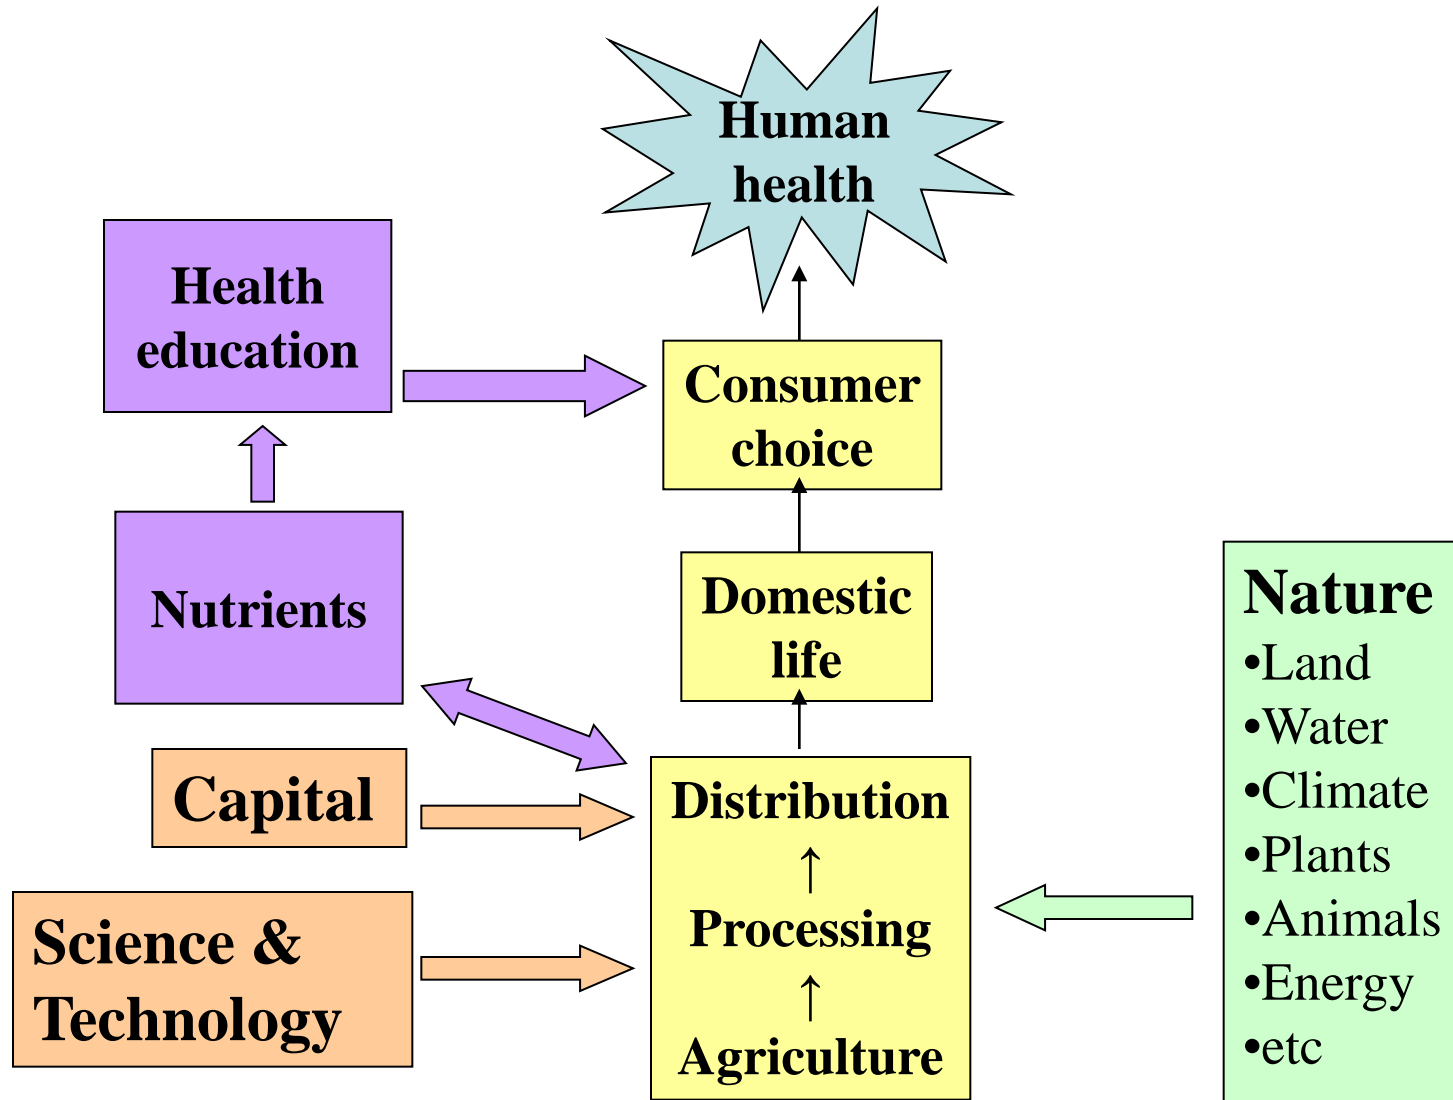 Human
health
Health
education
Consumer
choice
Nutrients
Domestic
life
Nature
•Land
•Water
•Climate
•Plants
•Animals
•Energy
•etc
Capital
Science &
Technology
Distribution
↑
Processing
↑
Agriculture